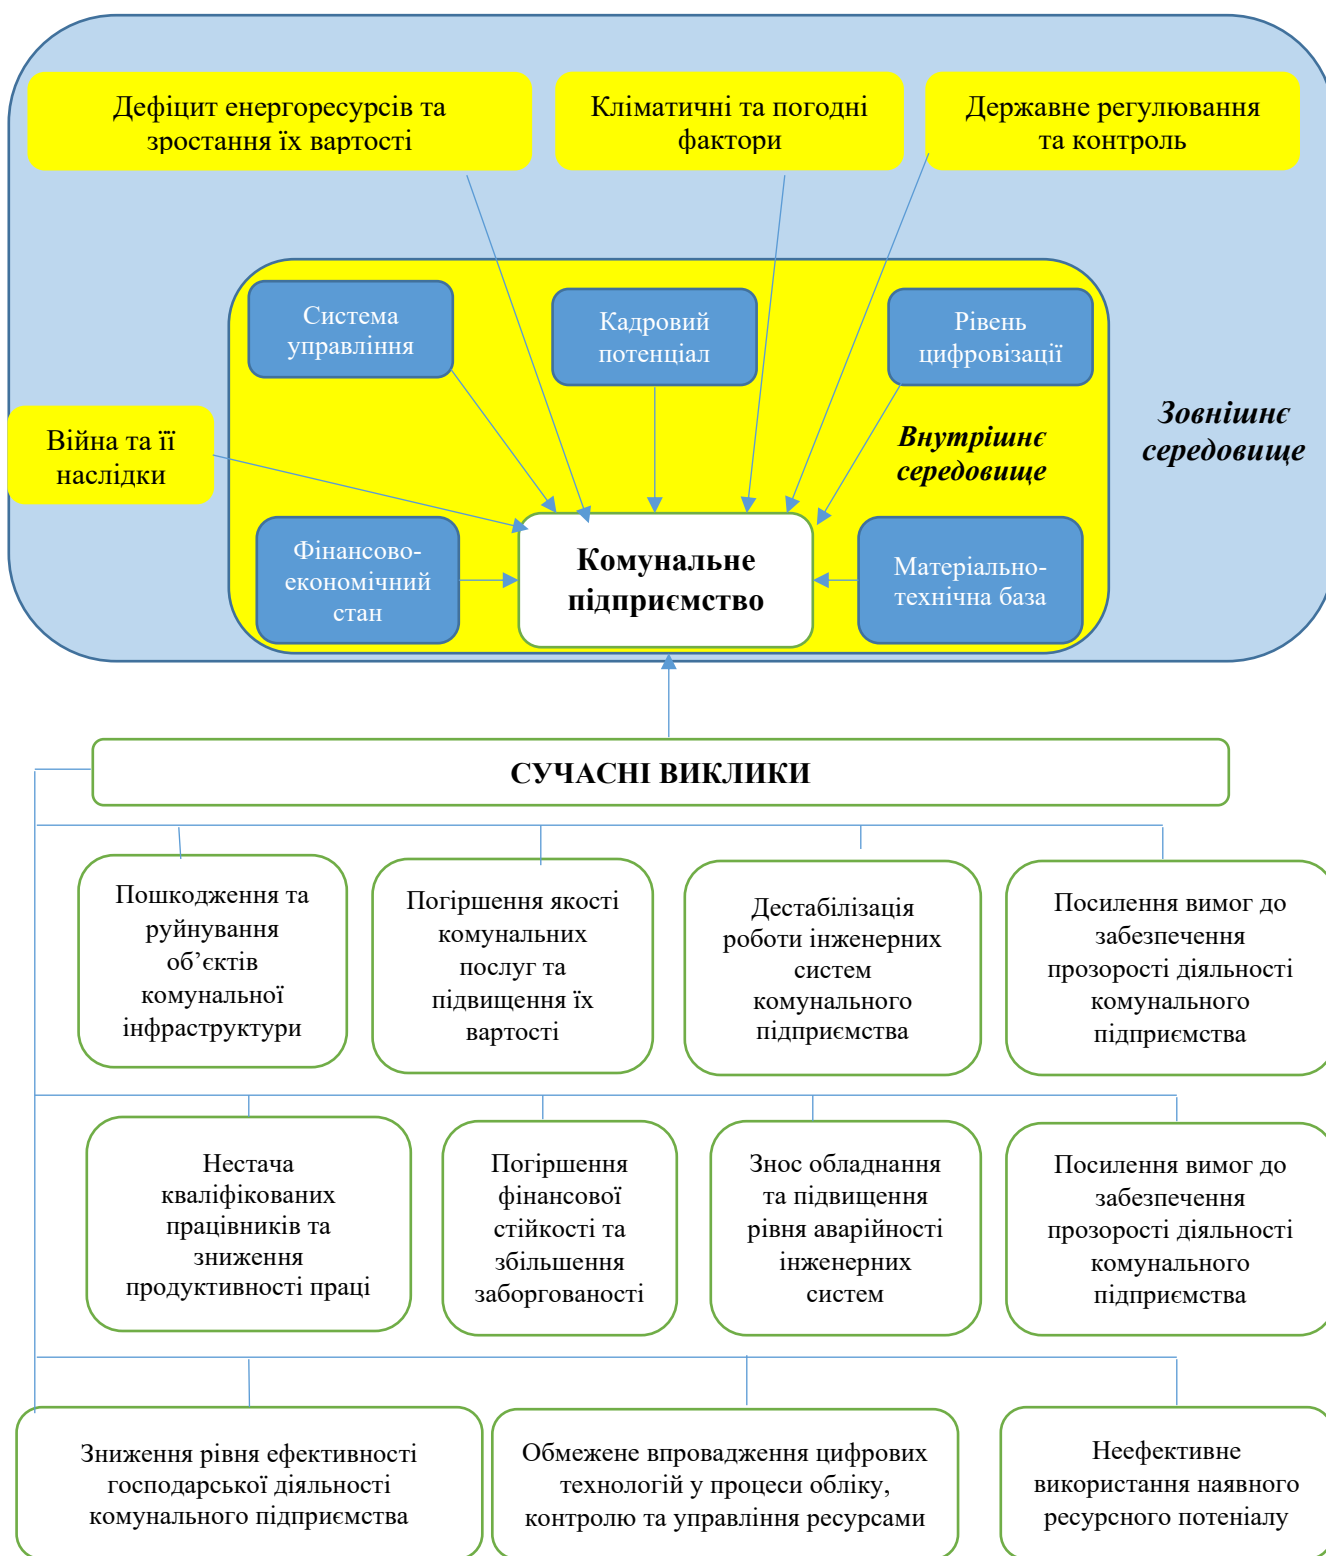 Дефіцит енергоресурсів та
зростання їх вартості
Кліматичні та погодні
фактори
Державне регулювання
та контроль
Система
управління
Кадровий
потенціал
Рівень
цифровізації
Зовнішнє
середовище
Війна та її
наслідки
Внутрішнє
середовище
Фінансово-
економічний
стан
Комунальне
підприємство
Матеріально-
технічна база
СУЧАСНІ ВИКЛИКИ
Пошкодження та
руйнування
об’єктів
комунальної
інфраструктури
Погіршення якості
комунальних
послуг та
підвищення їх
вартості
Дестабілізація
роботи інженерних
систем
комунального
підприємства
Посилення вимог до
забезпечення
прозорості діяльності
комунального
підприємства
Нестача
кваліфікованих
працівників та
зниження
продуктивності праці
Погіршення
фінансової
стійкості та
збільшення
заборгованості
Знос обладнання
та підвищення
рівня аварійності
інженерних
систем
Посилення вимог до
забезпечення
прозорості діяльності
комунального
підприємства
Зниження рівня ефективності
господарської діяльності
комунального підприємства
Обмежене впровадження цифрових
технологій у процеси обліку,
контролю та управління ресурсами
Неефективне
використання наявного
ресурсного потеніалу